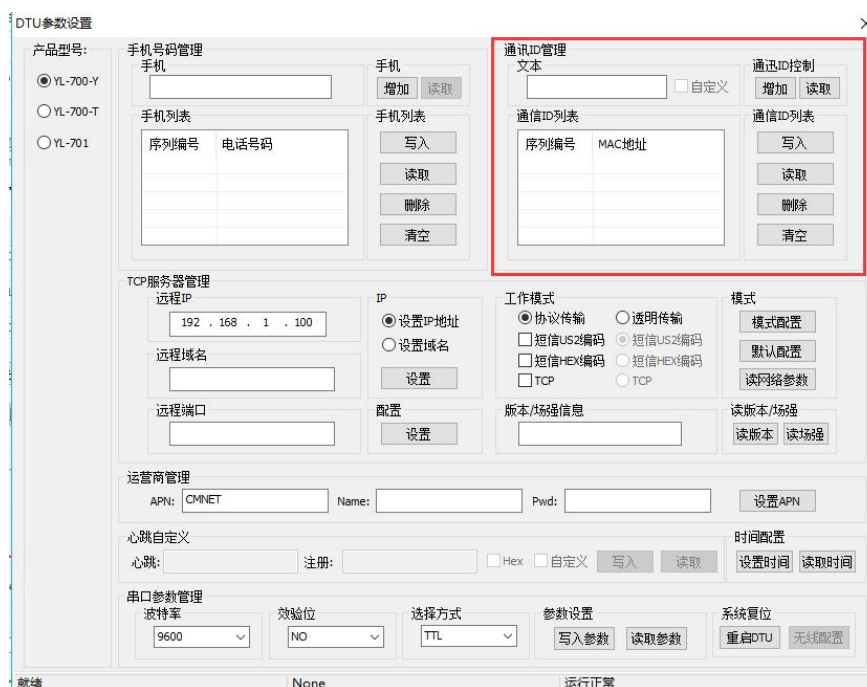 DTU参数设置
产品型号:
YL-700-Y
YL-700-T
YL-701
手机号码管理
手机
手机
增加 读取
手机列表
序列编号 电话号码
手机列表
写入
读取
删除
清空
通讯ID管理
文本
自定义
通迅ID控制
增加 读取
通信ID列表
序列编号 MAC地址
通信ID列表
写入
读取
删除
清空
TCP服务器管理
远程IP
192 . 168 . 1 . 100
远程域名
远程端口
IP
设置IP地址
设置域名
设置
配置
设置
工作模式
协议传输 透明传输
短信US2编码 短信US2编码
短信HEX编码 短信HEX编码
TCP TCP
模式
模式配置
默认配置
读网络参数
版本/场强信息
读版本/场强
读版本 读场强
运营商管理
APN: CMNET Name: Pwd: 设置APN
心跳自定义
心跳: 注册: Hex 自定义 写入 读取
时间配置
设置时间 读取时间
串口参数管理
波特率
9600
效验位
NO
选择方式
TTL
参数设置
写入参数 读取参数
系统复位
重启DTU 无线配置
就绪 None 运行正常